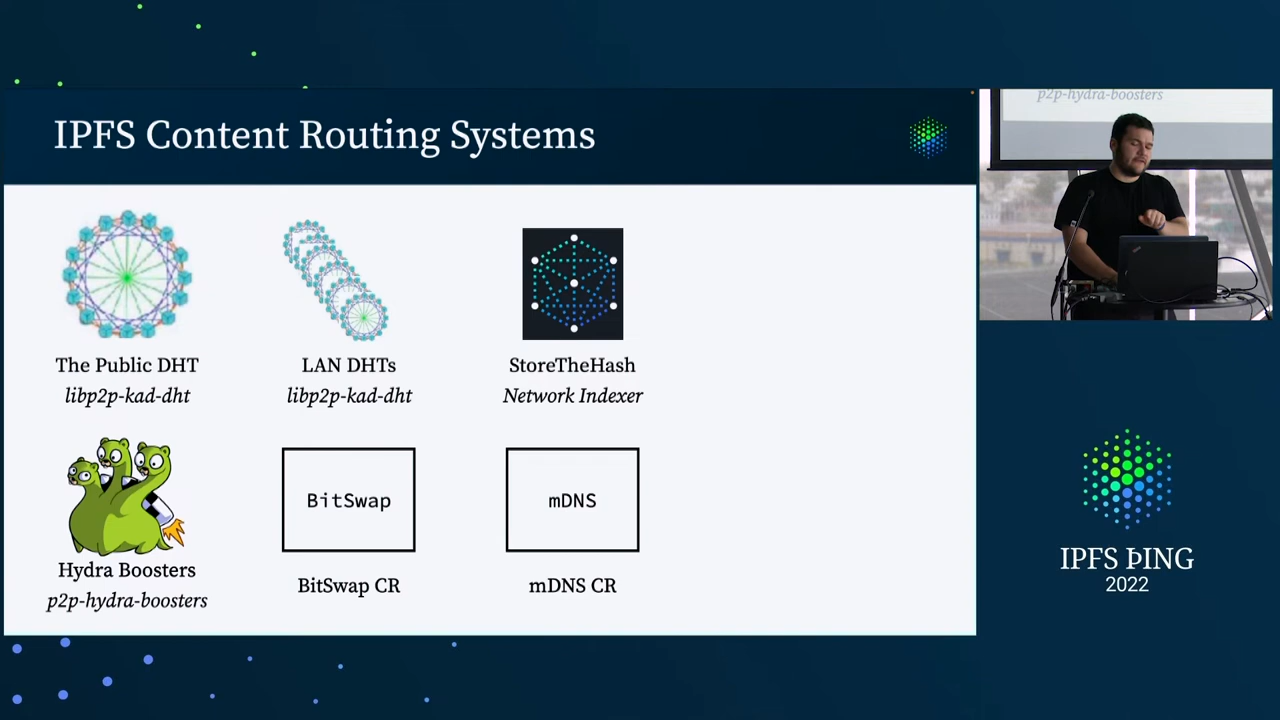 IPFS Content Routing Systems
p2p-hydra-boosters
The Public DHT
libp2p-kad-dht
LAN DHTs
libp2p-kad-dht
StoreTheHash
Network Indexer
Hydra Boosters
p2p-hydra-boosters
BitSwap
BitSwap CR
mDNS
mDNS CR
IPFS ÞING
2022